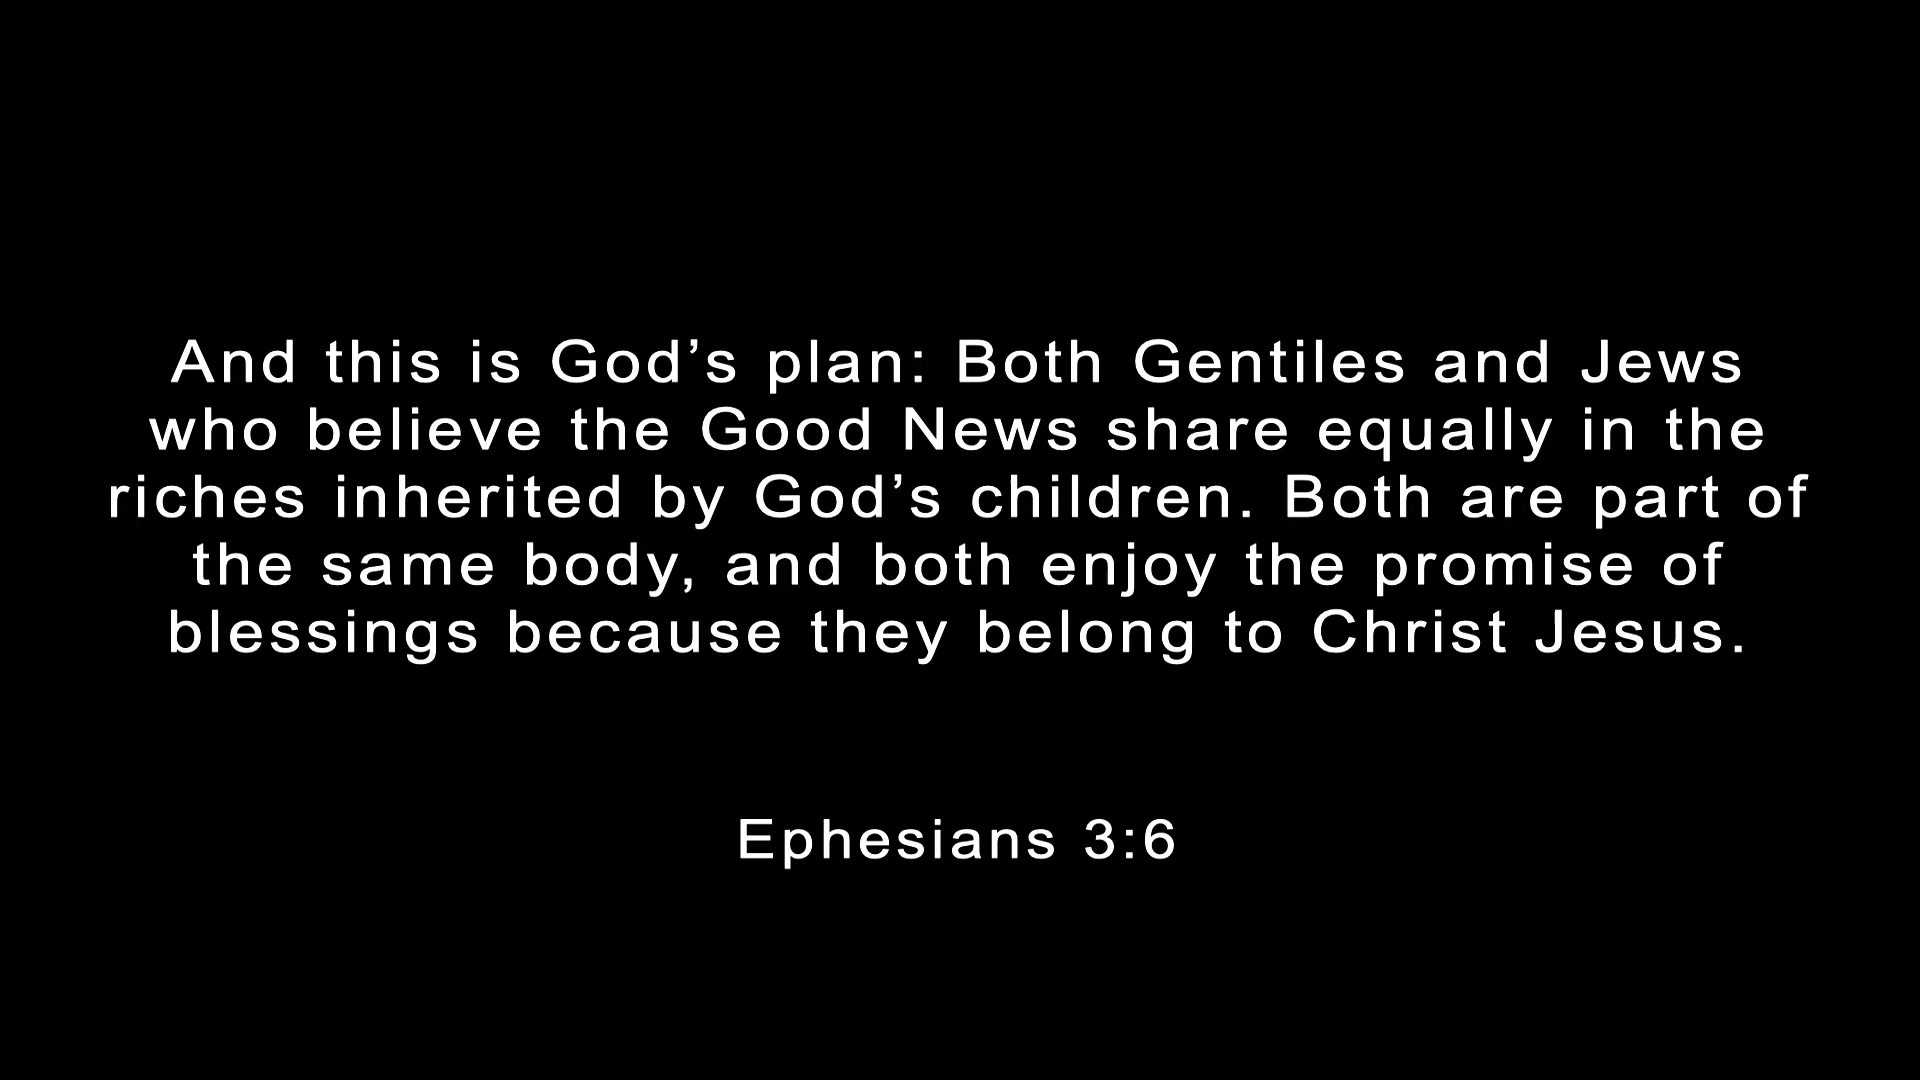 And this is God’s plan: Both Gentiles and Jews
who believe the Good News share equally in the
riches inherited by God’s children. Both are part of
the same body, and both enjoy the promise of
blessings because they belong to Christ Jesus.
Ephesians 3:6